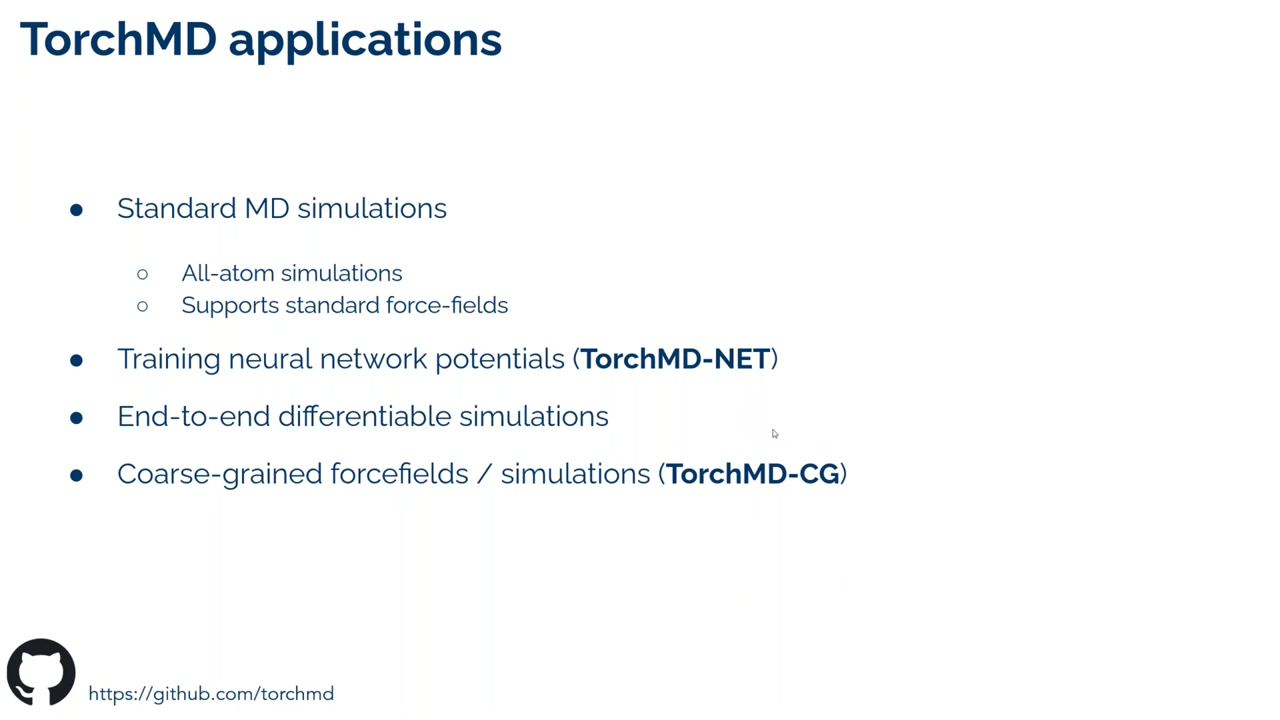 TorchMD applications
● Standard MD simulations
○ All-atom simulations
○ Supports standard force-fields
● Training neural network potentials (TorchMD-NET)
● End-to-end differentiable simulations
● Coarse-grained forcefields / simulations (TorchMD-CG)
https://github.com/torchmd